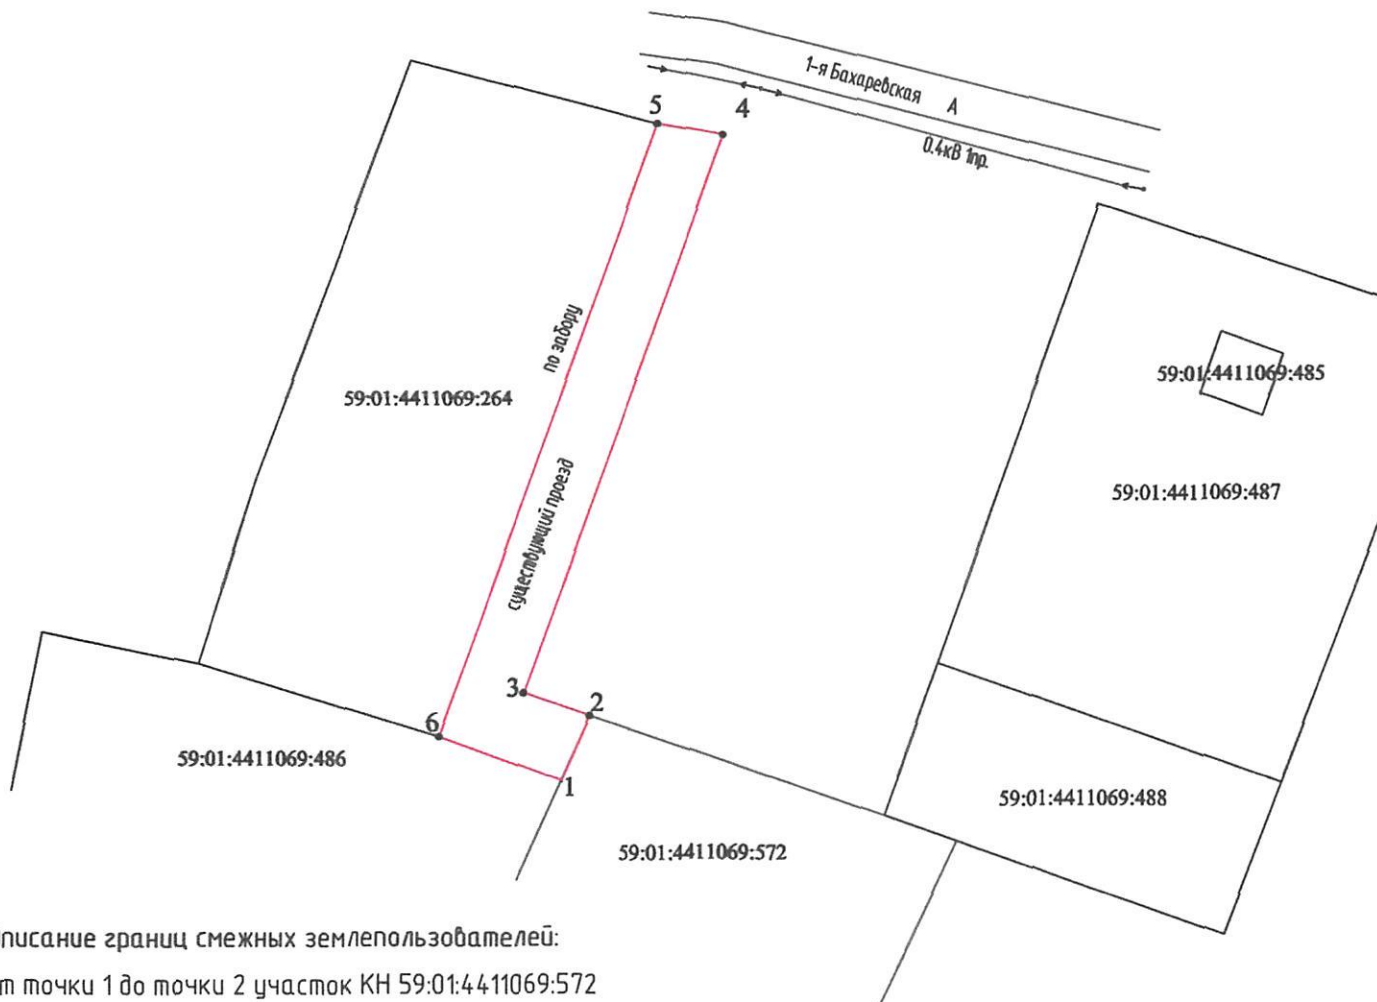 1-я Бахаревская А
0.4кВ 1пр.
5
4
по забору
59:01:4411069:264
59:01:4411069:485
59:01:4411069:487
существующий проезд
3
2
6
1
59:01:4411069:486
59:01:4411069:488
59:01:4411069:572
писание границ смежных землепользователей:
т точки 1 до точки 2 участок КН 59:01:4411069:572